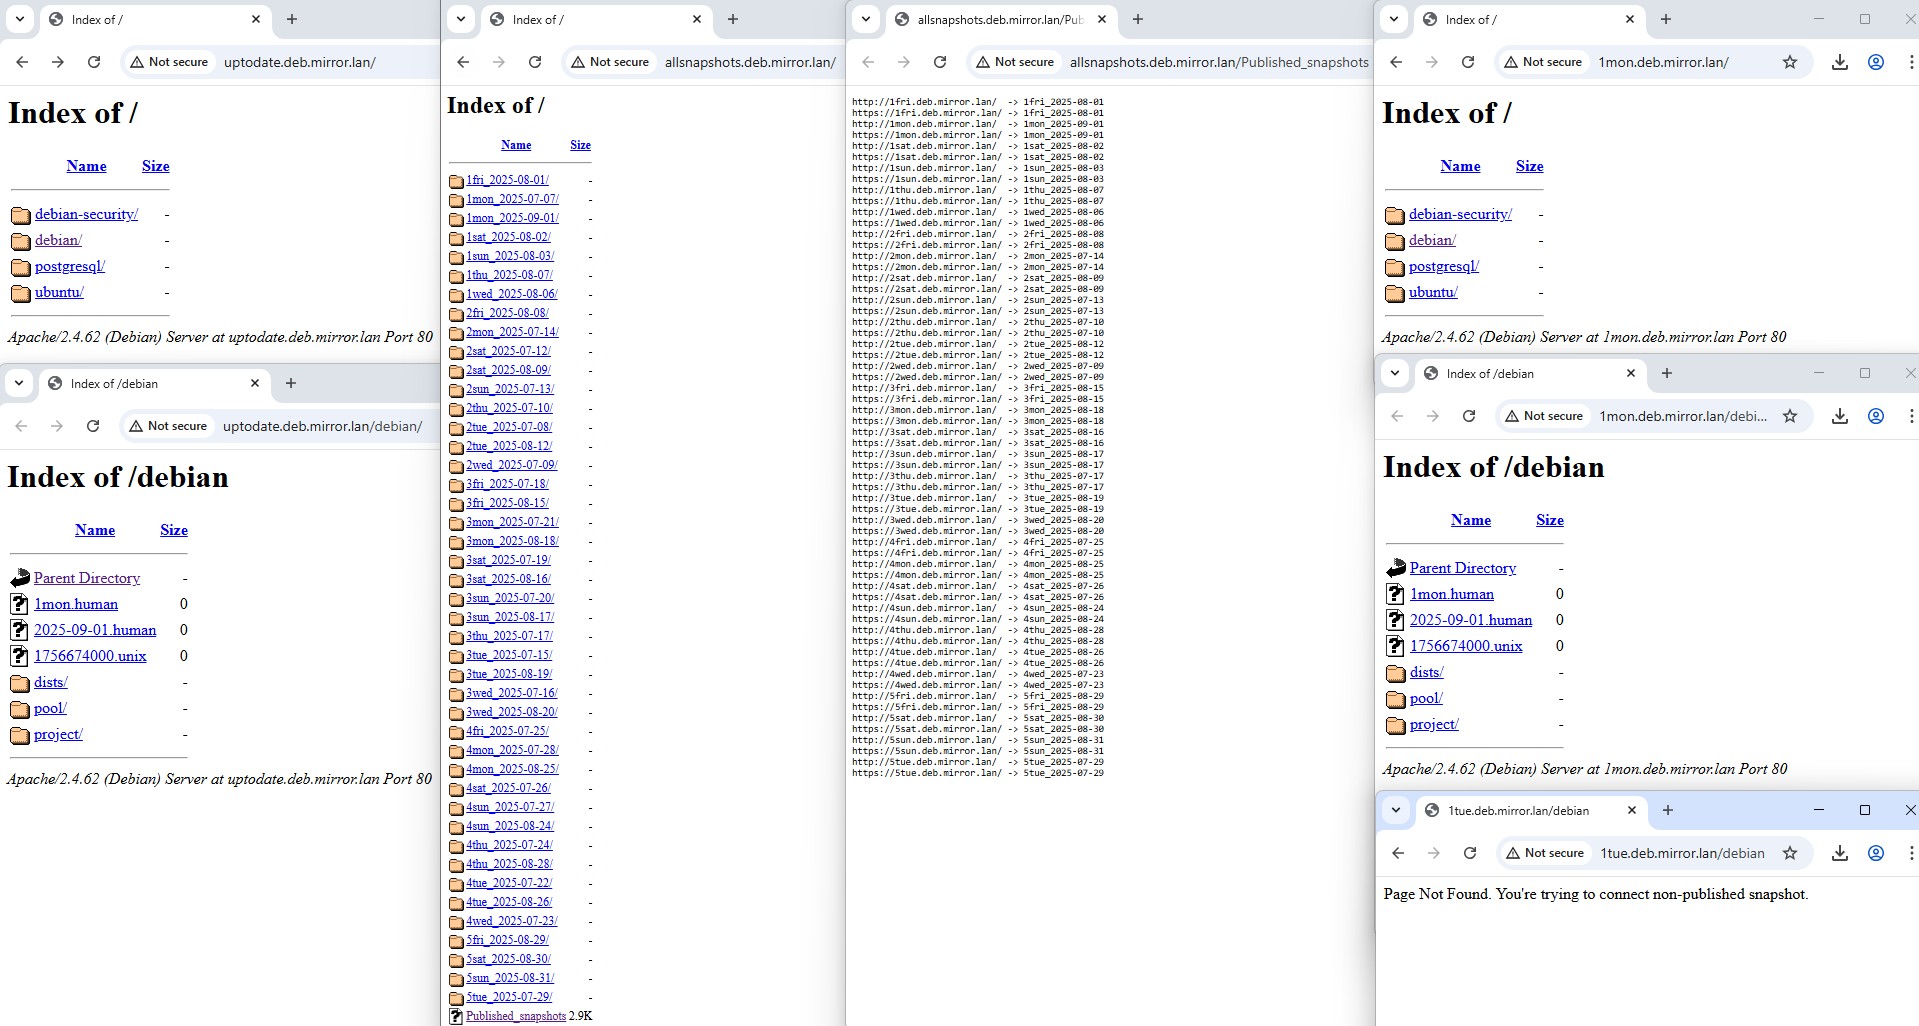 Index of /
Not secure
uptodate.deb.mirror.lan/
Index of /
Name Size
debian-security/ -
debian/ -
postgresql/ -
ubuntu/ -
Apache/2.4.62 (Debian) Server at uptodate.deb.mirror.lan Port 80
Index of /debian
Not secure
uptodate.deb.mirror.lan/debian/
Index of /debian
Name Size
Parent Directory -
1mon.human 0
2025-09-01.human 0
1756674000.unix 0
dists/ -
pool/ -
project/ -
Apache/2.4.62 (Debian) Server at uptodate.deb.mirror.lan Port 80
Index of /
Not secure
allsnapshots.deb.mirror.lan/
Index of /
Name Size
1fri_2025-08-01/ -
1mon_2025-07-07/ -
1mon_2025-09-01/ -
1sat_2025-08-02/ -
1sun_2025-08-03/ -
1thu_2025-08-07/ -
1wed_2025-08-06/ -
2fri_2025-08-08/ -
2mon_2025-07-14/ -
2sat_2025-07-12/ -
2sat_2025-08-09/ -
2sun_2025-07-13/ -
2thu_2025-07-10/ -
2tue_2025-07-08/ -
2tue_2025-08-12/ -
2wed_2025-07-09/ -
3fri_2025-07-18/ -
3fri_2025-08-15/ -
3mon_2025-07-21/ -
3mon_2025-08-18/ -
3sat_2025-07-19/ -
3sat_2025-08-16/ -
3sun_2025-07-20/ -
3sun_2025-08-17/ -
3thu_2025-07-17/ -
3tue_2025-07-15/ -
3tue_2025-08-19/ -
3wed_2025-07-16/ -
3wed_2025-08-20/ -
4fri_2025-07-25/ -
4mon_2025-07-28/ -
4mon_2025-08-25/ -
4sat_2025-07-26/ -
4sun_2025-07-27/ -
4sun_2025-08-24/ -
4thu_2025-07-24/ -
4thu_2025-08-28/ -
4tue_2025-07-22/ -
4tue_2025-08-26/ -
4wed_2025-07-23/ -
5fri_2025-08-29/ -
5sat_2025-08-30/ -
5sun_2025-08-31/ -
5tue_2025-07-29/ -
Published_snapshots 2.9K
allsnapshots.deb.mirror.lan/Pub
Not secure
allsnapshots.deb.mirror.lan/Published_snapshots
http://1fri.deb.mirror.lan/ -> 1fri_2025-08-01
https://1fri.deb.mirror.lan/ -> 1fri_2025-08-01
http://1mon.deb.mirror.lan/ -> 1mon_2025-09-01
https://1mon.deb.mirror.lan/ -> 1mon_2025-09-01
http://1sat.deb.mirror.lan/ -> 1sat_2025-08-02
https://1sat.deb.mirror.lan/ -> 1sat_2025-08-02
http://1sun.deb.mirror.lan/ -> 1sun_2025-08-03
https://1sun.deb.mirror.lan/ -> 1sun_2025-08-03
http://1thu.deb.mirror.lan/ -> 1thu_2025-08-07
https://1thu.deb.mirror.lan/ -> 1thu_2025-08-07
http://1wed.deb.mirror.lan/ -> 1wed_2025-08-06
https://1wed.deb.mirror.lan/ -> 1wed_2025-08-06
http://2fri.deb.mirror.lan/ -> 2fri_2025-08-08
https://2fri.deb.mirror.lan/ -> 2fri_2025-08-08
http://2mon.deb.mirror.lan/ -> 2mon_2025-07-14
https://2mon.deb.mirror.lan/ -> 2mon_2025-07-14
http://2sat.deb.mirror.lan/ -> 2sat_2025-08-09
https://2sat.deb.mirror.lan/ -> 2sat_2025-08-09
http://2sun.deb.mirror.lan/ -> 2sun_2025-07-13
https://2sun.deb.mirror.lan/ -> 2sun_2025-07-13
http://2thu.deb.mirror.lan/ -> 2thu_2025-07-10
https://2thu.deb.mirror.lan/ -> 2thu_2025-07-10
http://2tue.deb.mirror.lan/ -> 2tue_2025-08-12
https://2tue.deb.mirror.lan/ -> 2tue_2025-08-12
http://2wed.deb.mirror.lan/ -> 2wed_2025-07-09
https://2wed.deb.mirror.lan/ -> 2wed_2025-07-09
http://3fri.deb.mirror.lan/ -> 3fri_2025-08-15
https://3fri.deb.mirror.lan/ -> 3fri_2025-08-15
http://3mon.deb.mirror.lan/ -> 3mon_2025-08-18
https://3mon.deb.mirror.lan/ -> 3mon_2025-08-18
http://3sat.deb.mirror.lan/ -> 3sat_2025-08-16
https://3sat.deb.mirror.lan/ -> 3sat_2025-08-16
http://3sun.deb.mirror.lan/ -> 3sun_2025-08-17
https://3sun.deb.mirror.lan/ -> 3sun_2025-08-17
http://3thu.deb.mirror.lan/ -> 3thu_2025-07-17
https://3thu.deb.mirror.lan/ -> 3thu_2025-07-17
http://3tue.deb.mirror.lan/ -> 3tue_2025-08-19
https://3tue.deb.mirror.lan/ -> 3tue_2025-08-19
http://3wed.deb.mirror.lan/ -> 3wed_2025-08-20
https://3wed.deb.mirror.lan/ -> 3wed_2025-08-20
http://4fri.deb.mirror.lan/ -> 4fri_2025-07-25
https://4fri.deb.mirror.lan/ -> 4fri_2025-07-25
http://4mon.deb.mirror.lan/ -> 4mon_2025-08-25
https://4mon.deb.mirror.lan/ -> 4mon_2025-08-25
http://4sat.deb.mirror.lan/ -> 4sat_2025-07-26
https://4sat.deb.mirror.lan/ -> 4sat_2025-07-26
http://4sun.deb.mirror.lan/ -> 4sun_2025-08-24
https://4sun.deb.mirror.lan/ -> 4sun_2025-08-24
http://4thu.deb.mirror.lan/ -> 4thu_2025-08-28
https://4thu.deb.mirror.lan/ -> 4thu_2025-08-28
http://4tue.deb.mirror.lan/ -> 4tue_2025-08-26
https://4tue.deb.mirror.lan/ -> 4tue_2025-08-26
http://4wed.deb.mirror.lan/ -> 4wed_2025-07-23
https://4wed.deb.mirror.lan/ -> 4wed_2025-07-23
http://5fri.deb.mirror.lan/ -> 5fri_2025-08-29
https://5fri.deb.mirror.lan/ -> 5fri_2025-08-29
http://5sat.deb.mirror.lan/ -> 5sat_2025-08-30
https://5sat.deb.mirror.lan/ -> 5sat_2025-08-30
http://5sun.deb.mirror.lan/ -> 5sun_2025-08-31
https://5sun.deb.mirror.lan/ -> 5sun_2025-08-31
http://5tue.deb.mirror.lan/ -> 5tue_2025-07-29
https://5tue.deb.mirror.lan/ -> 5tue_2025-07-29
Index of /
Not secure
1mon.deb.mirror.lan/
Index of /
Name Size
debian-security/ -
debian/ -
postgresql/ -
ubuntu/ -
Apache/2.4.62 (Debian) Server at 1mon.deb.mirror.lan Port 80
Index of /debian
Not secure
1mon.deb.mirror.lan/debi...
Index of /debian
Name Size
Parent Directory -
1mon.human 0
2025-09-01.human 0
1756674000.unix 0
dists/ -
pool/ -
project/ -
Apache/2.4.62 (Debian) Server at 1mon.deb.mirror.lan Port 80
1tue.deb.mirror.lan/debian
Not secure
1tue.deb.mirror.lan/debian
Page Not Found. You're trying to connect non-published snapshot.